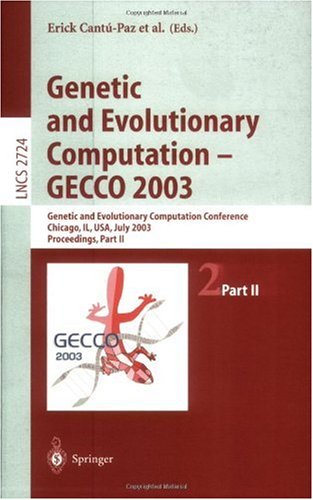 Erick Cantú-Paz et al. (Eds.)
LNCS 2724
Genetic
and Evolutionary
Computation –
GECCO 2003
Genetic and Evolutionary Computation Conference
Chicago, IL, USA, July 2003
Proceedings, Part II
2 Part II
GECCO
2003
Springer